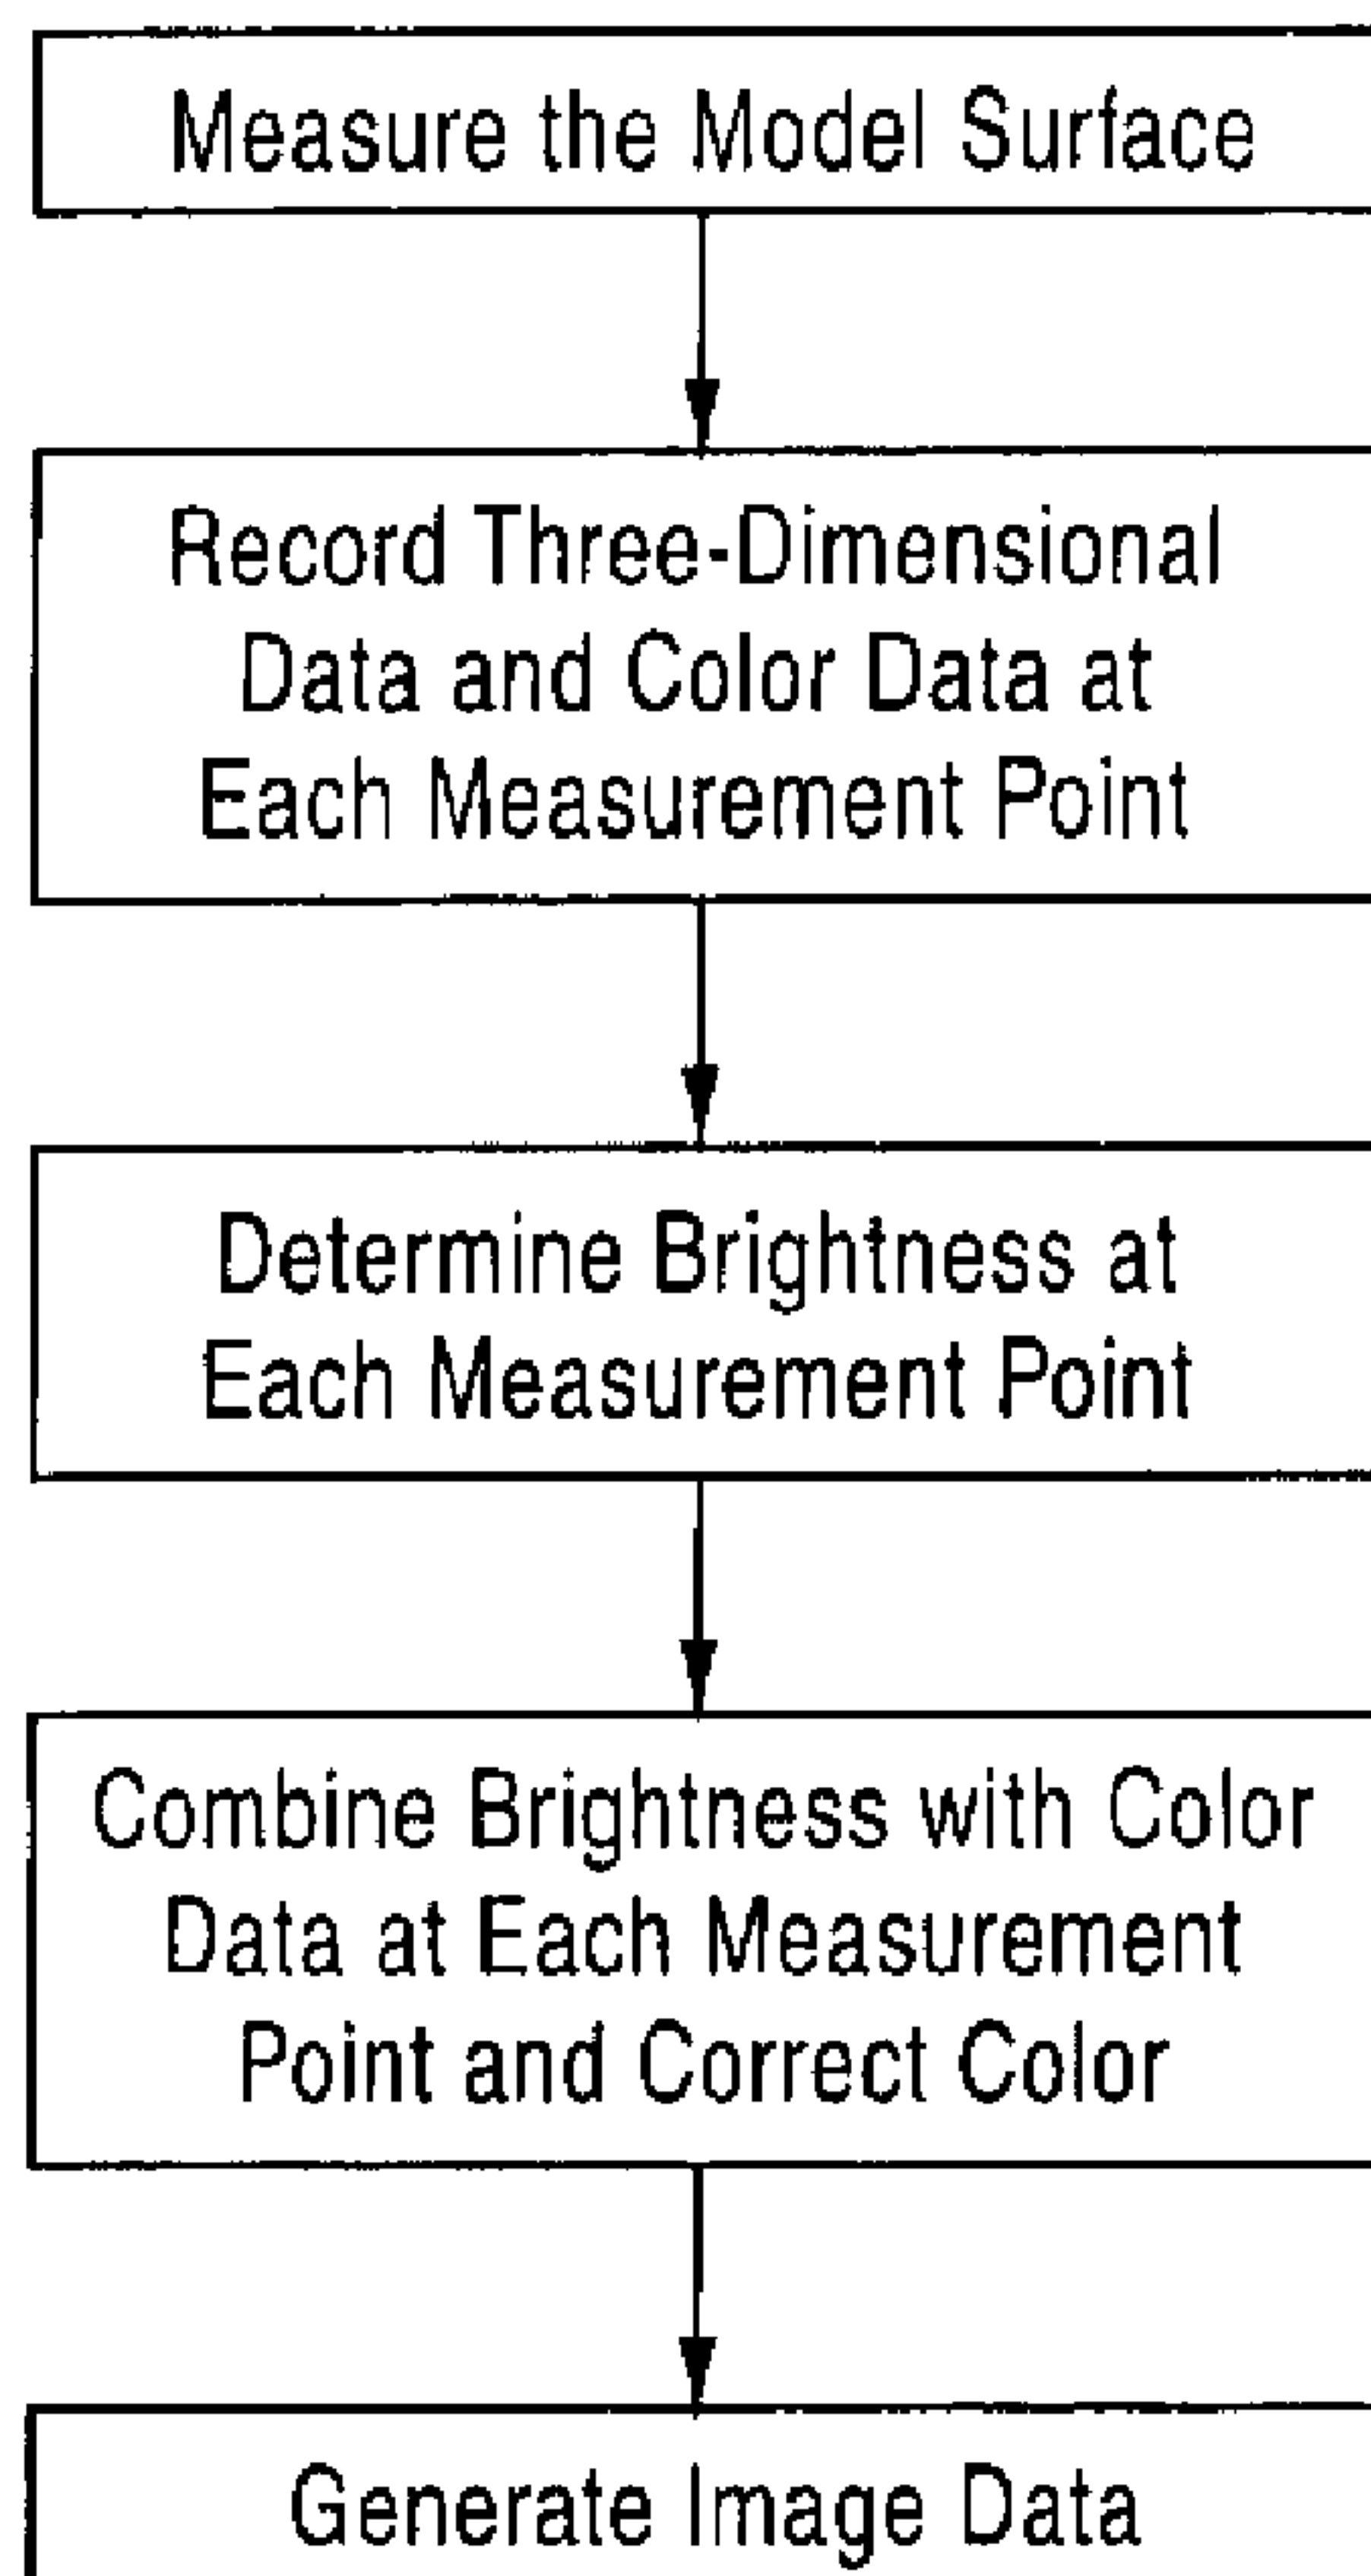 Measure the Model Surface
Record Three-Dimensional
Data and Color Data at
Each Measurement Point
Determine Brightness at
Each Measurement Point
Combine Brightness with Color
Data at Each Measurement
Point and Correct Color
Generate Image Data